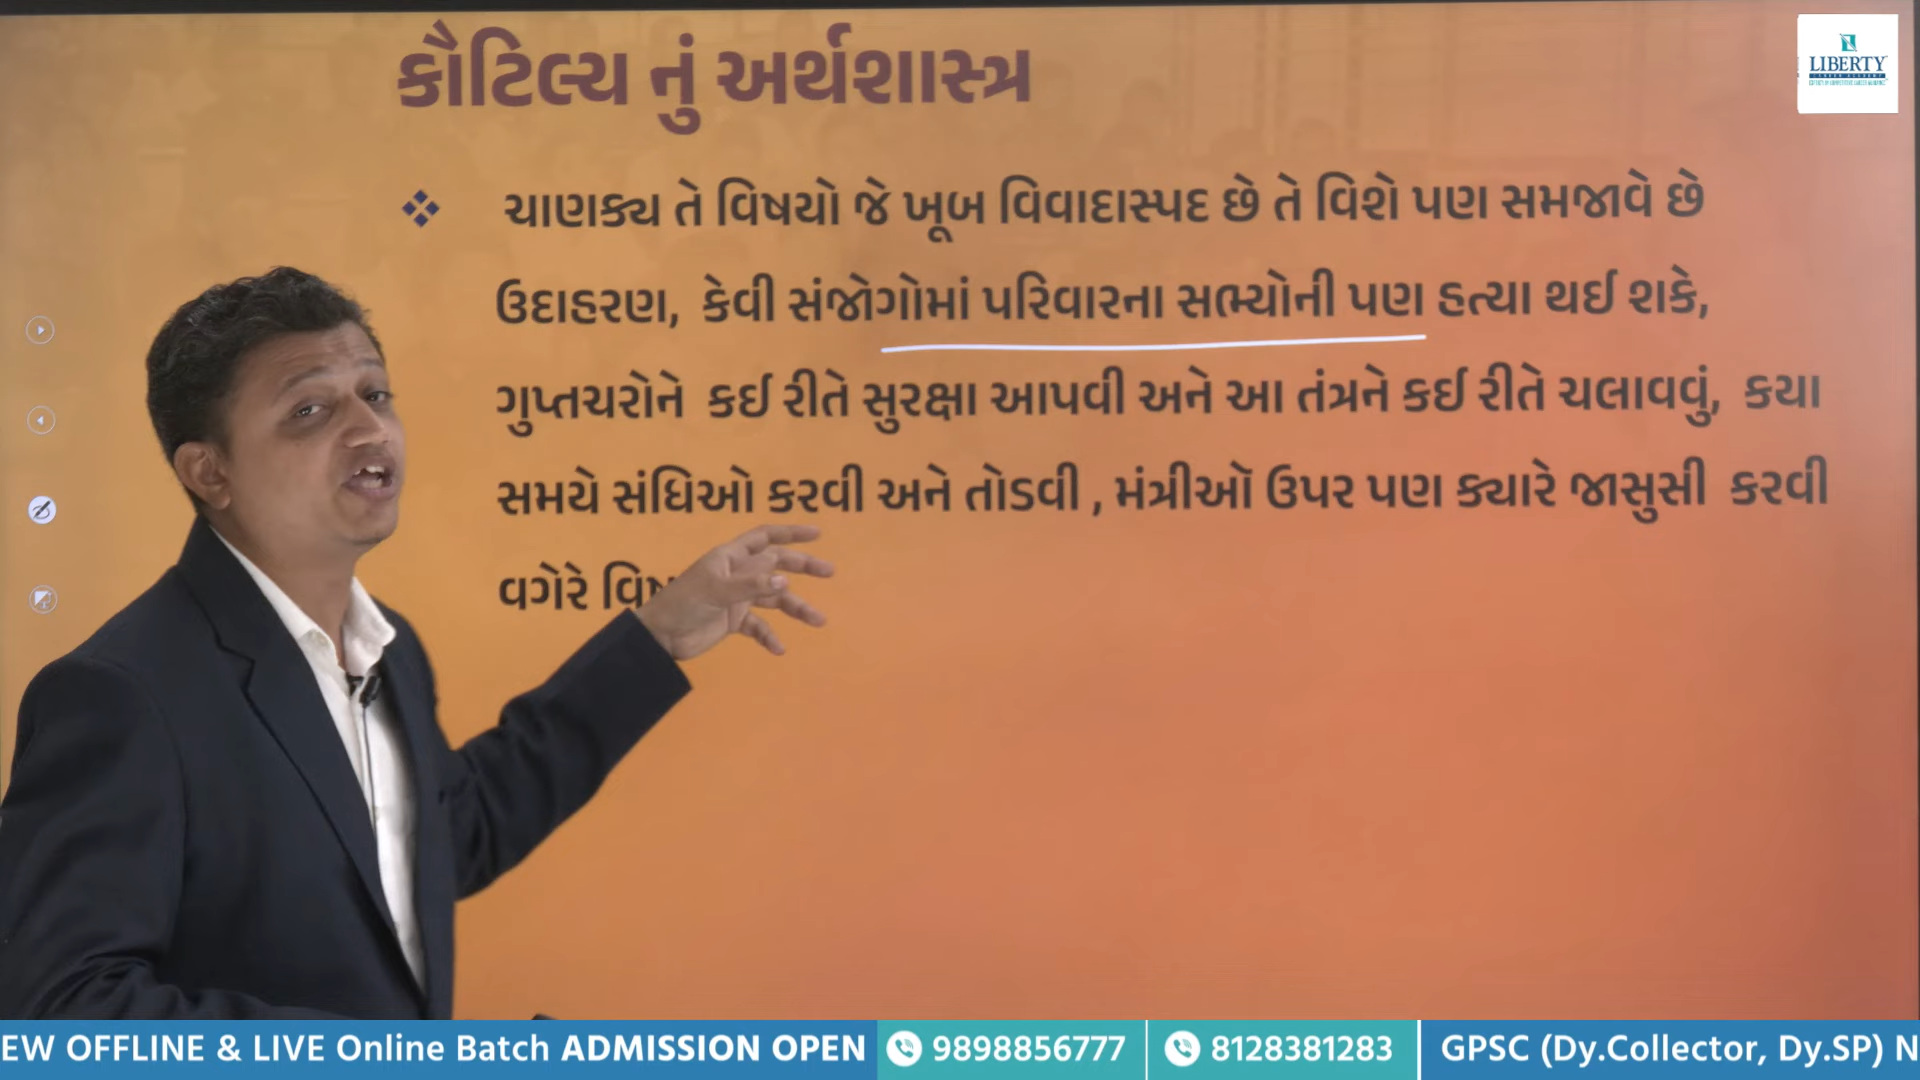 કૌટિલ્ય નું અર્થશાસ્ત્ર
LIBERTY
ચાણક્ય તે વિષયો જે ખૂબ વિવાદાસ્પદ છે તે વિશે પણ સમજાવે છે
ઉદાહરણ, કેવી સંજોગોમાં પરિવારના સભ્યોની પણ હત્યા થઈ શકે,
ગુપ્તચરોને કઈ રીતે સુરક્ષા આપવી અને આ તંત્રને કઈ રીતે ચલાવવું, કયા
સમયે સંધિઓ કરવી અને તોડવી , મંત્રીઓ ઉપર પણ ક્યારે જાસુસી કરવી
વગેરે
EW OFFLINE & LIVE Online Batch ADMISSION OPEN 9898856777 8128381283 GPSC (Dy.Collector, Dy.SP) N